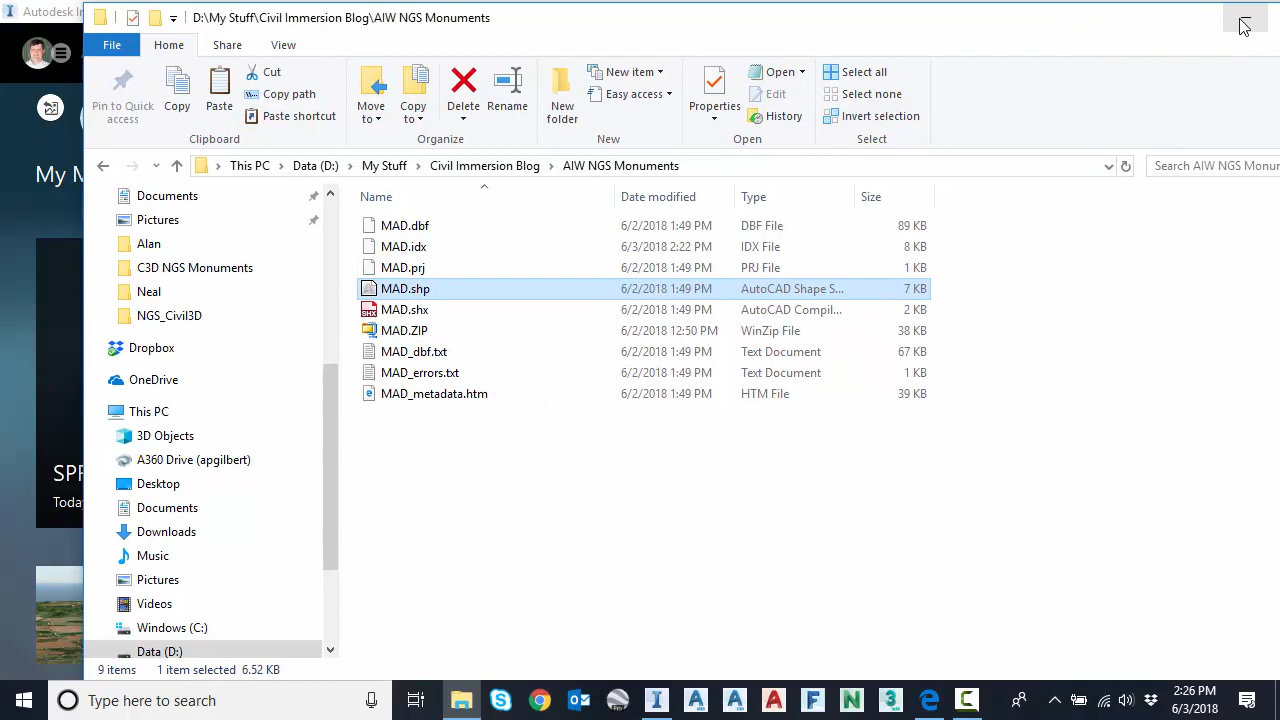 Autodesk In
D:\My Stuff\Civil Immersion Blog\AIW NGS Monuments
File Home Share View
Pin to Quick access
Copy
Paste
Cut
Copy path
Paste shortcut
Clipboard
Move to
Copy to
Delete
Rename
Organize
New folder
New item
Easy access
New
Properties
Open
Edit
History
Open
Select all
Select none
Invert selection
Select
This PC > Data (D:) > My Stuff > Civil Immersion Blog > AIW NGS Monuments
Search AIW NGS Monum
My M
SPR
Toda
Documents
Pictures
Alan
C3D NGS Monuments
Neal
NGS_Civil3D
Dropbox
OneDrive
This PC
3D Objects
A360 Drive (apgilbert)
Desktop
Documents
Downloads
Music
Pictures
Videos
Windows (C:)
Data (D:)
Name Date modified Type Size
MAD.dbf 6/2/2018 1:49 PM DBF File 89 KB
MAD.idx 6/3/2018 2:22 PM IDX File 8 KB
MAD.prj 6/2/2018 1:49 PM PRJ File 1 KB
MAD.shp 6/2/2018 1:49 PM AutoCAD Shape S... 7 KB
MAD.shx 6/2/2018 1:49 PM AutoCAD Compil... 2 KB
MAD.ZIP 6/2/2018 12:50 PM WinZip File 38 KB
MAD_dbf.txt 6/2/2018 1:49 PM Text Document 67 KB
MAD_errors.txt 6/2/2018 1:49 PM Text Document 1 KB
MAD_metadata.htm 6/2/2018 1:49 PM HTM File 39 KB
9 items 1 item selected 6.52 KB
Type here to search
2:26 PM
6/3/2018